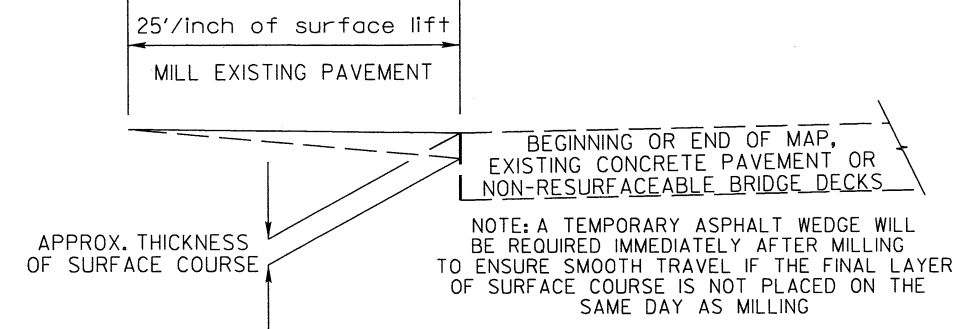 25'/inch of surface lift
MILL EXISTING PAVEMENT
BEGINNING OR END OF MAP,
EXISTING CONCRETE PAVEMENT OR
NON-RESURFACEABLE BRIDGE DECKS
APPROX. THICKNESS
OF SURFACE COURSE
NOTE: A TEMPORARY ASPHALT WEDGE WILL
BE REQUIRED IMMEDIATELY AFTER MILLING
TO ENSURE SMOOTH TRAVEL IF THE FINAL LAYER
OF SURFACE COURSE IS NOT PLACED ON THE
SAME DAY AS MILLING